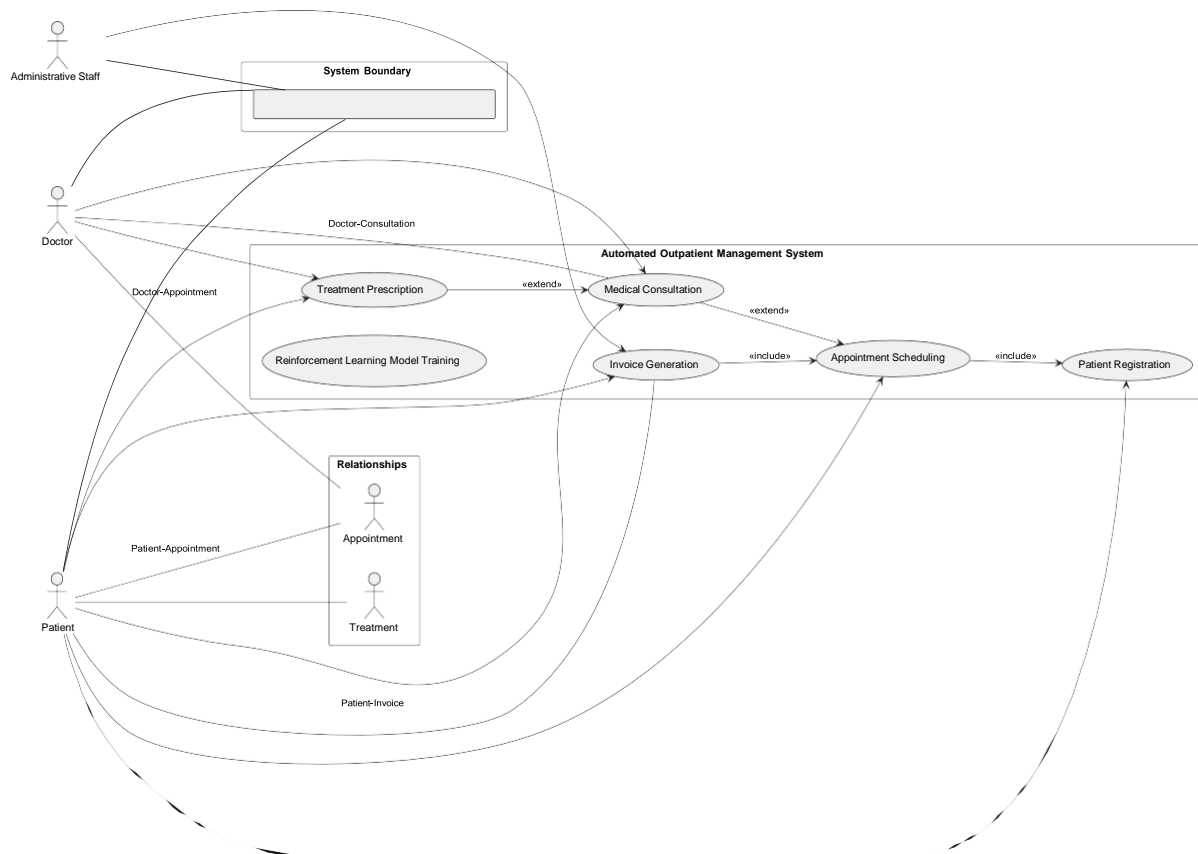 Administrative Staff
System Boundary
Doctor
Doctor-Consultation
Automated Outpatient Management System
Doctor-Appointment
Treatment Prescription
«extend»
Medical Consultation
«extend»
Reinforcement Learning Model Training
Invoice Generation
«include»
Appointment Scheduling
«include»
Patient Registration
Relationships
Appointment
Patient-Appointment
Patient
Treatment
Patient-Invoice